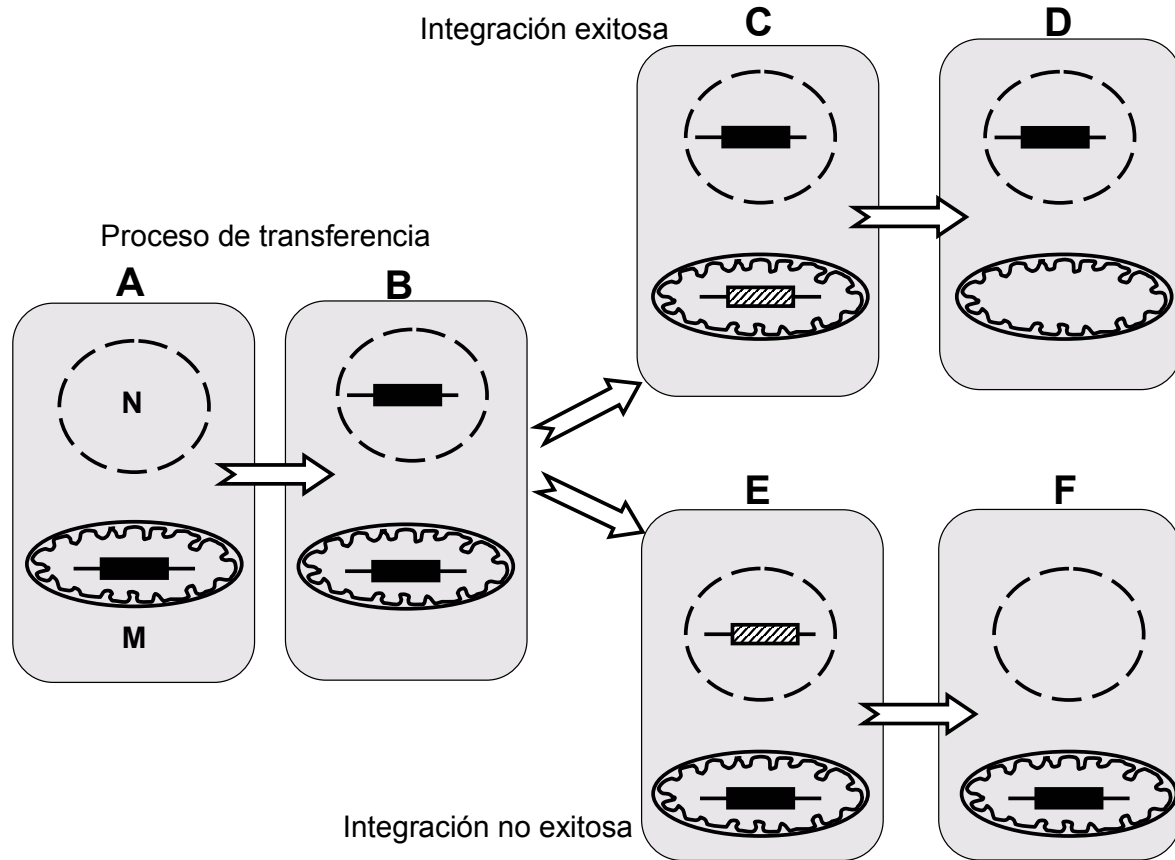 Integración exitosa
C
D
Proceso de transferencia
A
B
N
M
E
F
Integración no exitosa